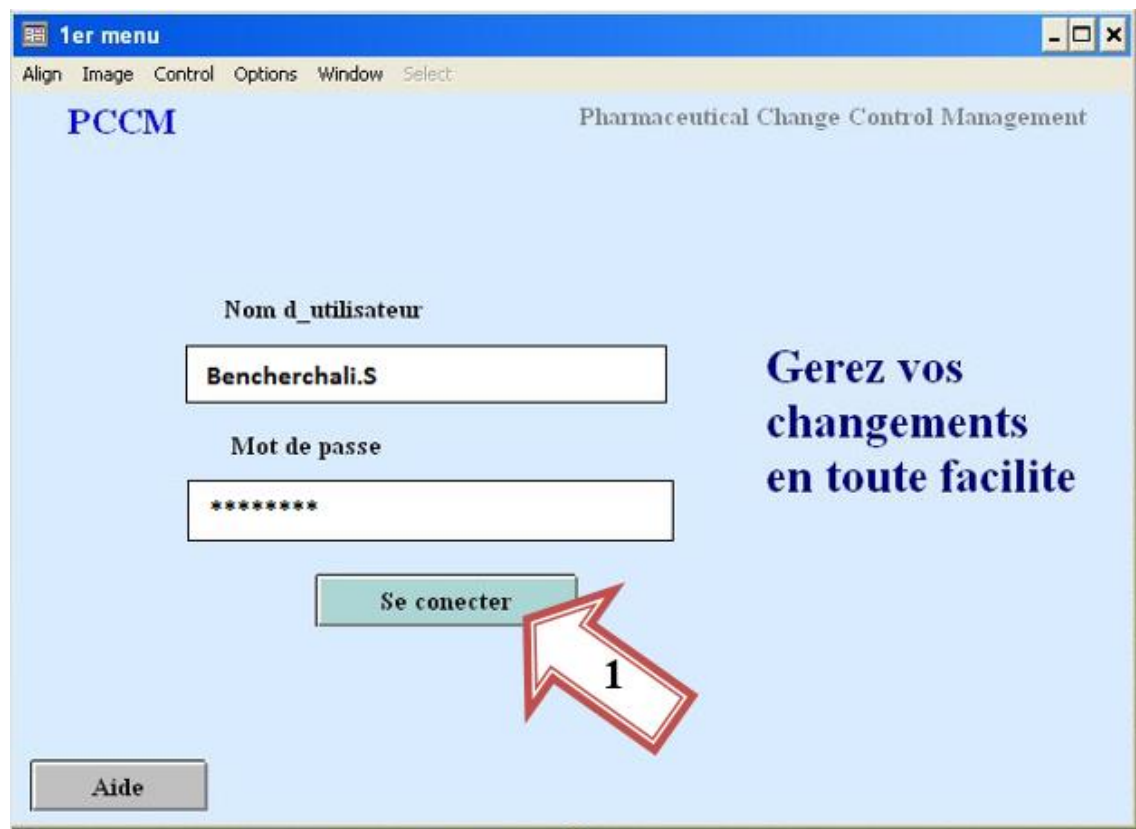 1er menu
Align Image Control Options Window Select
PCCM
Pharmaceutical Change Control Management
Nom d_utilisateur
Bencherchali.S
Mot de passe
********
Gerez vos
changements
en toute facilite
Se conecter
1
Aide